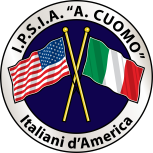 I.P.S.I.A. "A. CUOMO"
Italiani d'America